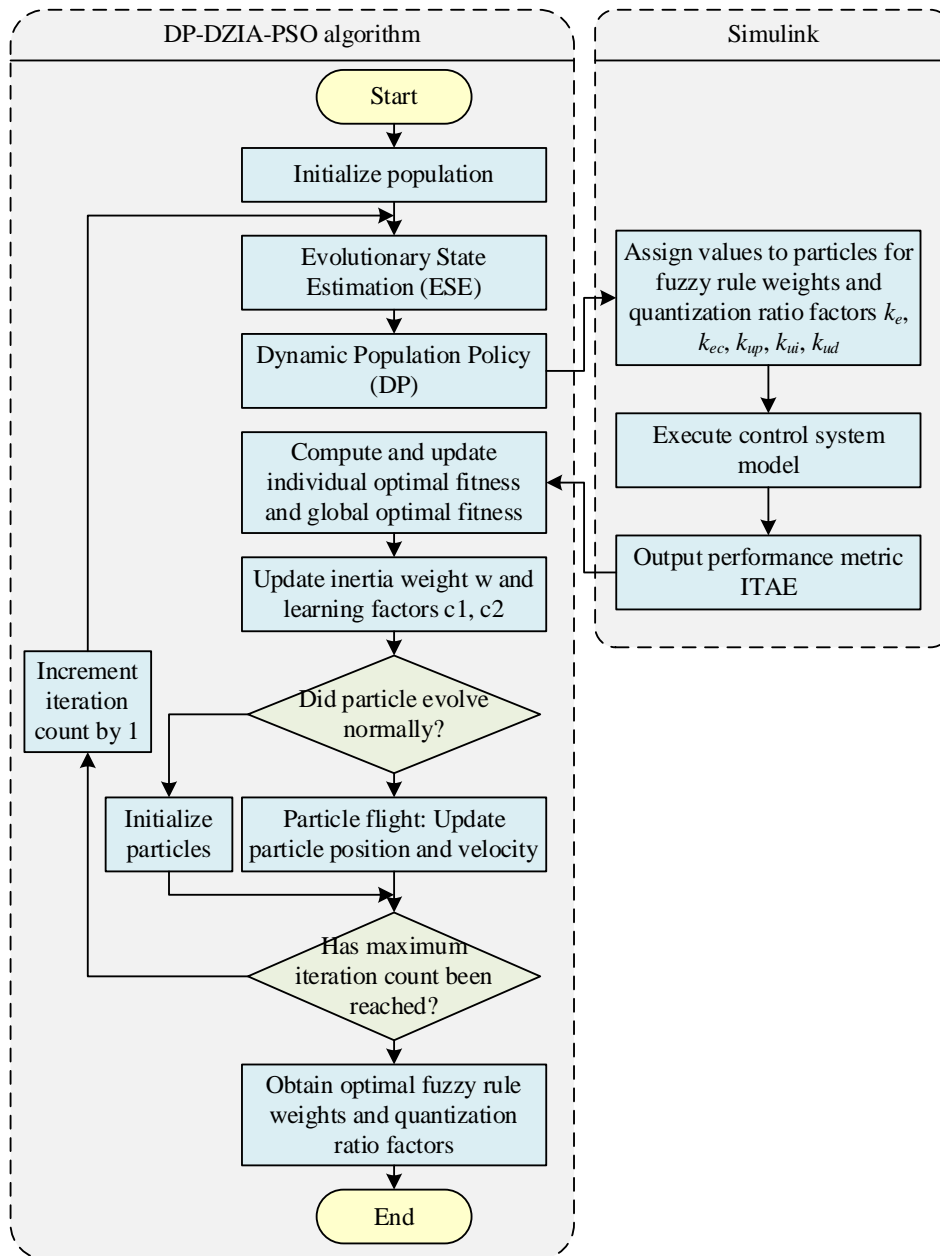 DP-DZIA-PSO algorithm
Simulink
Start
Initialize population
Evolutionary State
Estimation (ESE)
Dynamic Population Policy
(DP)
Assign values to particles for
fuzzy rule weights and
quantization ratio factors ke,
kec, kup, kui, kud
Execute control system
model
Output performance metric
ITAE
Compute and update
individual optimal fitness
and global optimal fitness
Update inertia weight w and
learning factors c1, c2
Increment
iteration
count by 1
Did particle evolve
normally?
Initialize
particles
Particle flight: Update
particle position and velocity
Has maximum
iteration count been
reached?
Obtain optimal fuzzy rule
weights and quantization
ratio factors
End